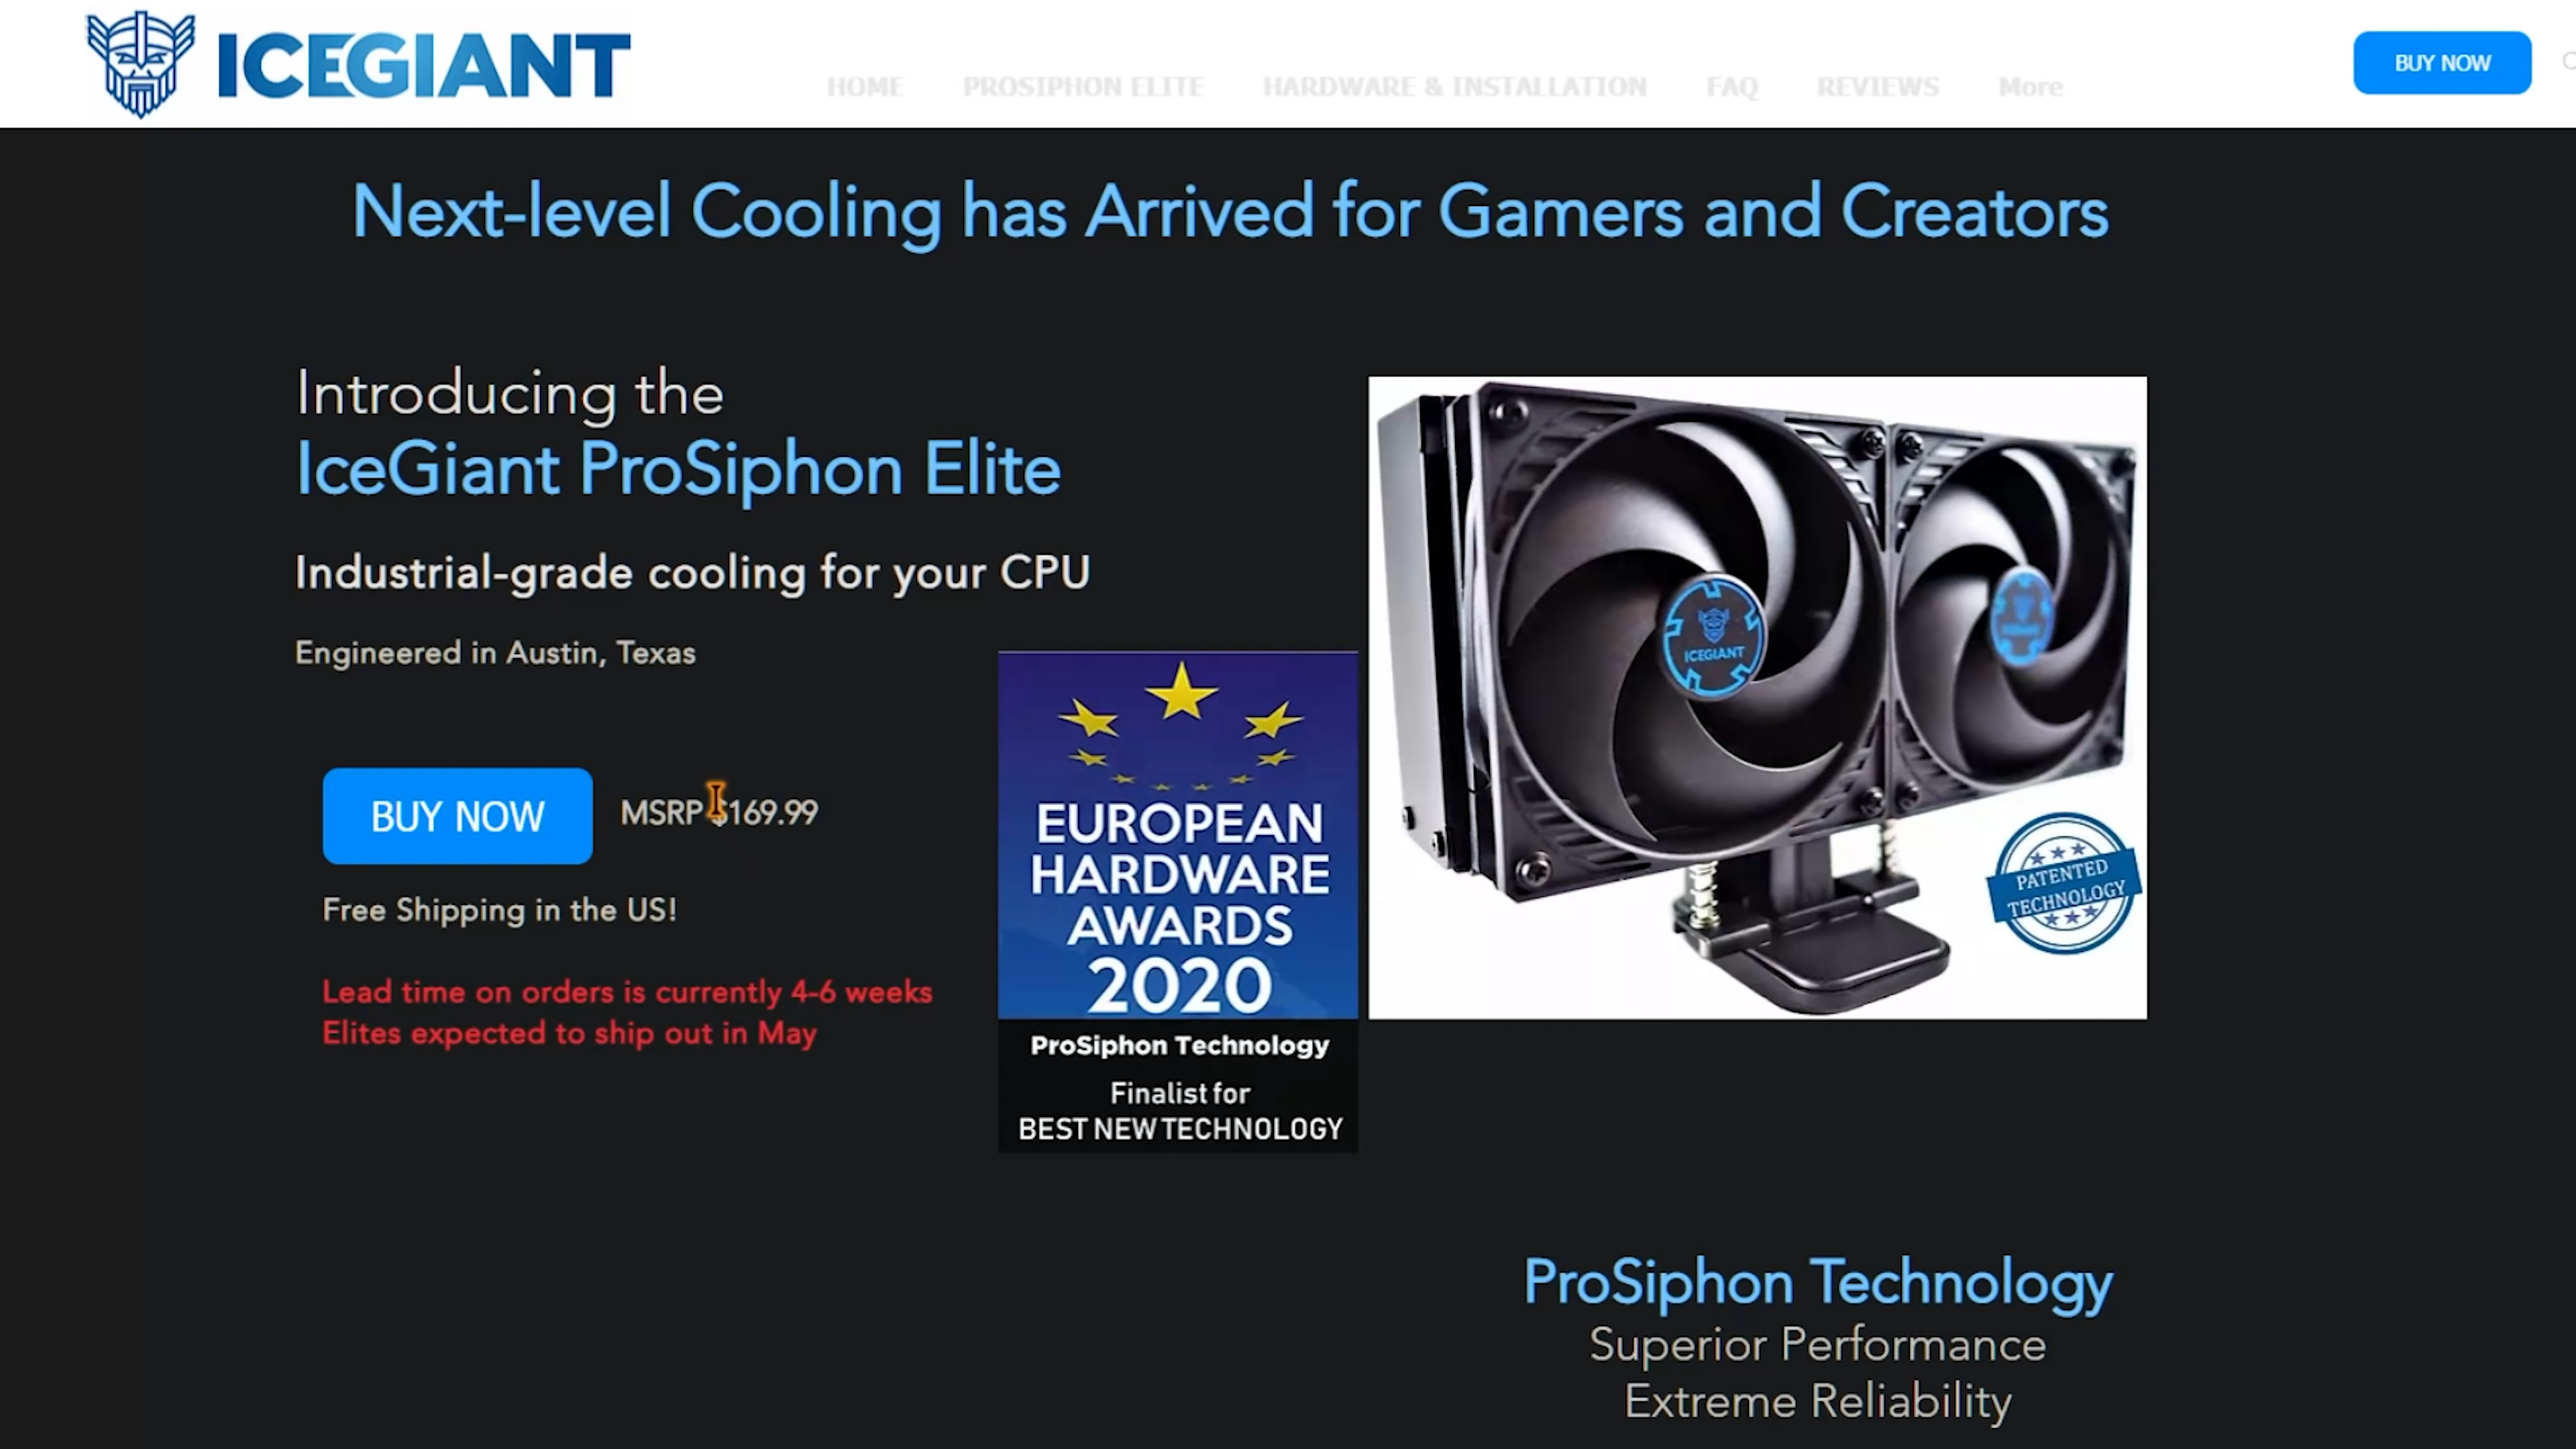 ICEGIANT
HOME PROSIPHON ELITE HARDWARE & INSTALLATION FAQ REVIEWS More
BUY NOW
Next-level Cooling has Arrived for Gamers and Creators
Introducing the
IceGiant ProSiphon Elite
Industrial-grade cooling for your CPU
Engineered in Austin, Texas
BUY NOW
MSRP $169.99
Free Shipping in the US!
Lead time on orders is currently 4-6 weeks
Elites expected to ship out in May
EUROPEAN
HARDWARE
AWARDS
2020
ProSiphon Technology
Finalist for
BEST NEW TECHNOLOGY
ICEGIANT
PATENTED
TECHNOLOGY
ProSiphon Technology
Superior Performance
Extreme Reliability